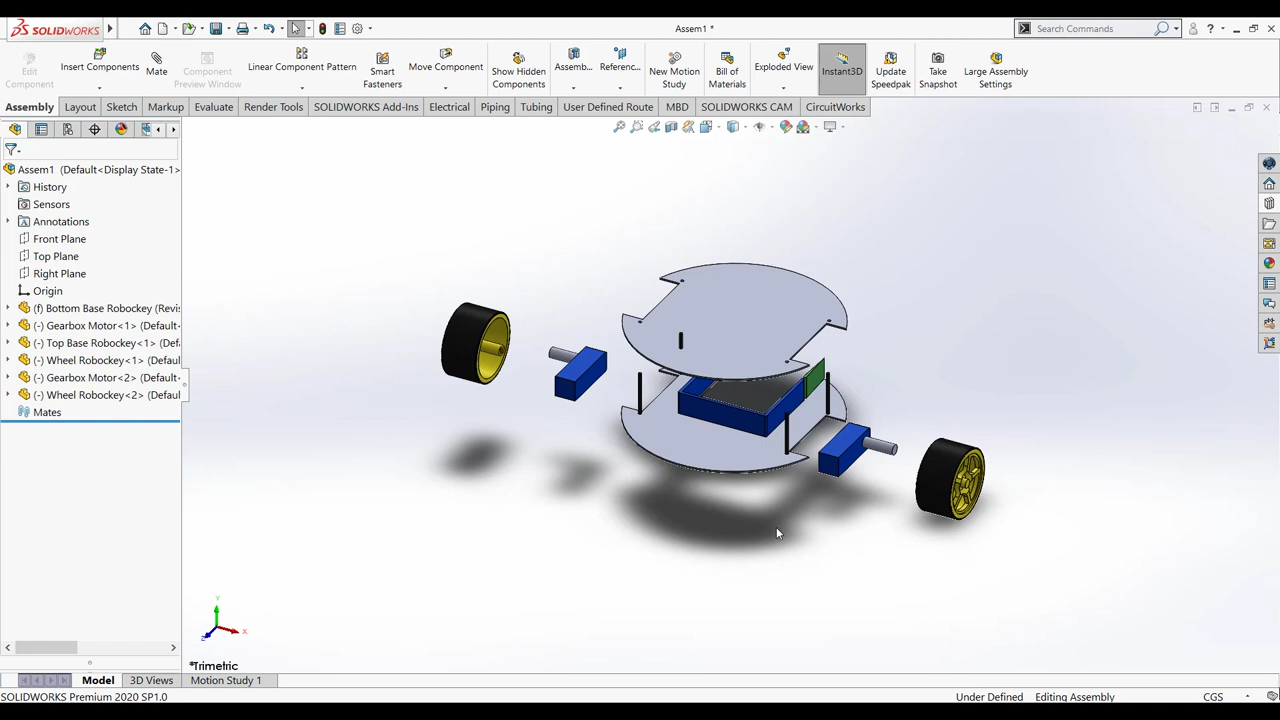 SOLIDWORKS
Assem1 *
Search Commands
Edit Component
Insert Components
Mate
Component Preview Window
Linear Component Pattern
Smart Fasteners
Move Component
Show Hidden Components
Assemb...
Referenc...
New Motion Study
Bill of Materials
Exploded View
Instant3D
Update Speedpak
Take Snapshot
Large Assembly Settings
Assembly Layout Sketch Markup Evaluate Render Tools SOLIDWORKS Add-Ins Electrical Piping Tubing User Defined Route MBD SOLIDWORKS CAM CircuitWorks
Assem1 (Default<Display State-1>
History
Sensors
Annotations
Front Plane
Top Plane
Right Plane
Origin
(f) Bottom Base Robockey (Revis
(-) Gearbox Motor<1> (Default
(-) Top Base Robockey<1> (Defa
(-) Wheel Robockey<1> (Default
(-) Gearbox Motor<2> (Default
(-) Wheel Robockey<2> (Default
Mates
Y
X
Z
*Trimetric
Model 3D Views Motion Study 1
SOLIDWORKS Premium 2020 SP1.0
Under Defined Editing Assembly CGS